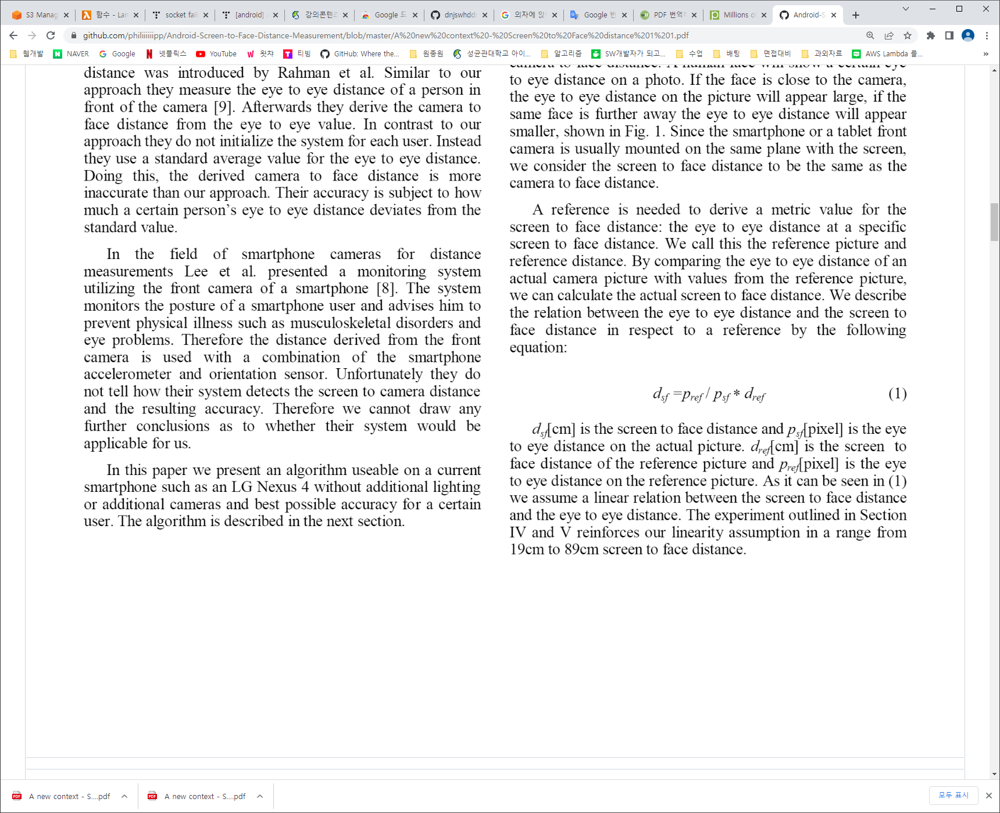 S3 Manag
함수 - Lam
socket fail
[android] 
강의콘텐츠
Google 드
dnjswhddn
의자에 앉
Google 번
PDF 번역
Millions of
Android-S
github.com/philiiiiiipp/Android-Screen-to-Face-Distance-Measurement/blob/master/A%20new%20context%20-%20Screen%20to%20Face%20distance%201%201.pdf
웹개발
NAVER
Google
넷플릭스
YouTube
왓챠
티빙
GitHub: Where the...
원종원
성균관대학교 아이...
알고리즘
SW개발자가 되고...
수업
배팅
면접대비
과외자료
AWS Lambda 를...
»
distance was introduced by Rahman et al. Similar to our
approach they measure the eye to eye distance of a person in
front of the camera [9]. Afterwards they derive the camera to
face distance from the eye to eye value. In contrast to our
approach they do not initialize the system for each user. Instead
they use a standard average value for the eye to eye distance.
Doing this, the derived camera to face distance is more
inaccurate than our approach. Their accuracy is subject to how
much a certain person’s eye to eye distance deviates from the
standard value.
In the field of smartphone cameras for distance
measurements Lee et al. presented a monitoring system
utilizing the front camera of a smartphone [8]. The system
monitors the posture of a smartphone user and advises him to
prevent physical illness such as musculoskeletal disorders and
eye problems. Therefore the distance derived from the front
camera is used with a combination of the smartphone
accelerometer and orientation sensor. Unfortunately they do
not tell how their system detects the screen to camera distance
and the resulting accuracy. Therefore we cannot draw any
further conclusions as to whether their system would be
applicable for us.
In this paper we present an algorithm useable on a current
smartphone such as an LG Nexus 4 without additional lighting
or additional cameras and best possible accuracy for a certain
user. The algorithm is described in the next section.
camera to face distance. A human face will show a certain eye
to eye distance on a photo. If the face is close to the camera,
the eye to eye distance on the picture will appear large, if the
same face is further away the eye to eye distance will appear
smaller, shown in Fig. 1. Since the smartphone or a tablet front
camera is usually mounted on the same plane with the screen,
we consider the screen to face distance to be the same as the
camera to face distance.
A reference is needed to derive a metric value for the
screen to face distance: the eye to eye distance at a specific
screen to face distance. We call this the reference picture and
reference distance. By comparing the eye to eye distance of an
actual camera picture with values from the reference picture,
we can calculate the actual screen to face distance. We describe
the relation between the eye to eye distance and the screen to
face distance in respect to a reference by the following
equation:
dsf =pref / psf * dref (1)
dsf[cm] is the screen to face distance and psf[pixel] is the eye
to eye distance on the actual picture. dref[cm] is the screen to
face distance of the reference picture and pref[pixel] is the eye
to eye distance on the reference picture. As it can be seen in (1)
we assume a linear relation between the screen to face distance
and the eye to eye distance. The experiment outlined in Section
IV and V reinforces our linearity assumption in a range from
19cm to 89cm screen to face distance.
A new context - S....pdf
A new context - S....pdf
모두 표시